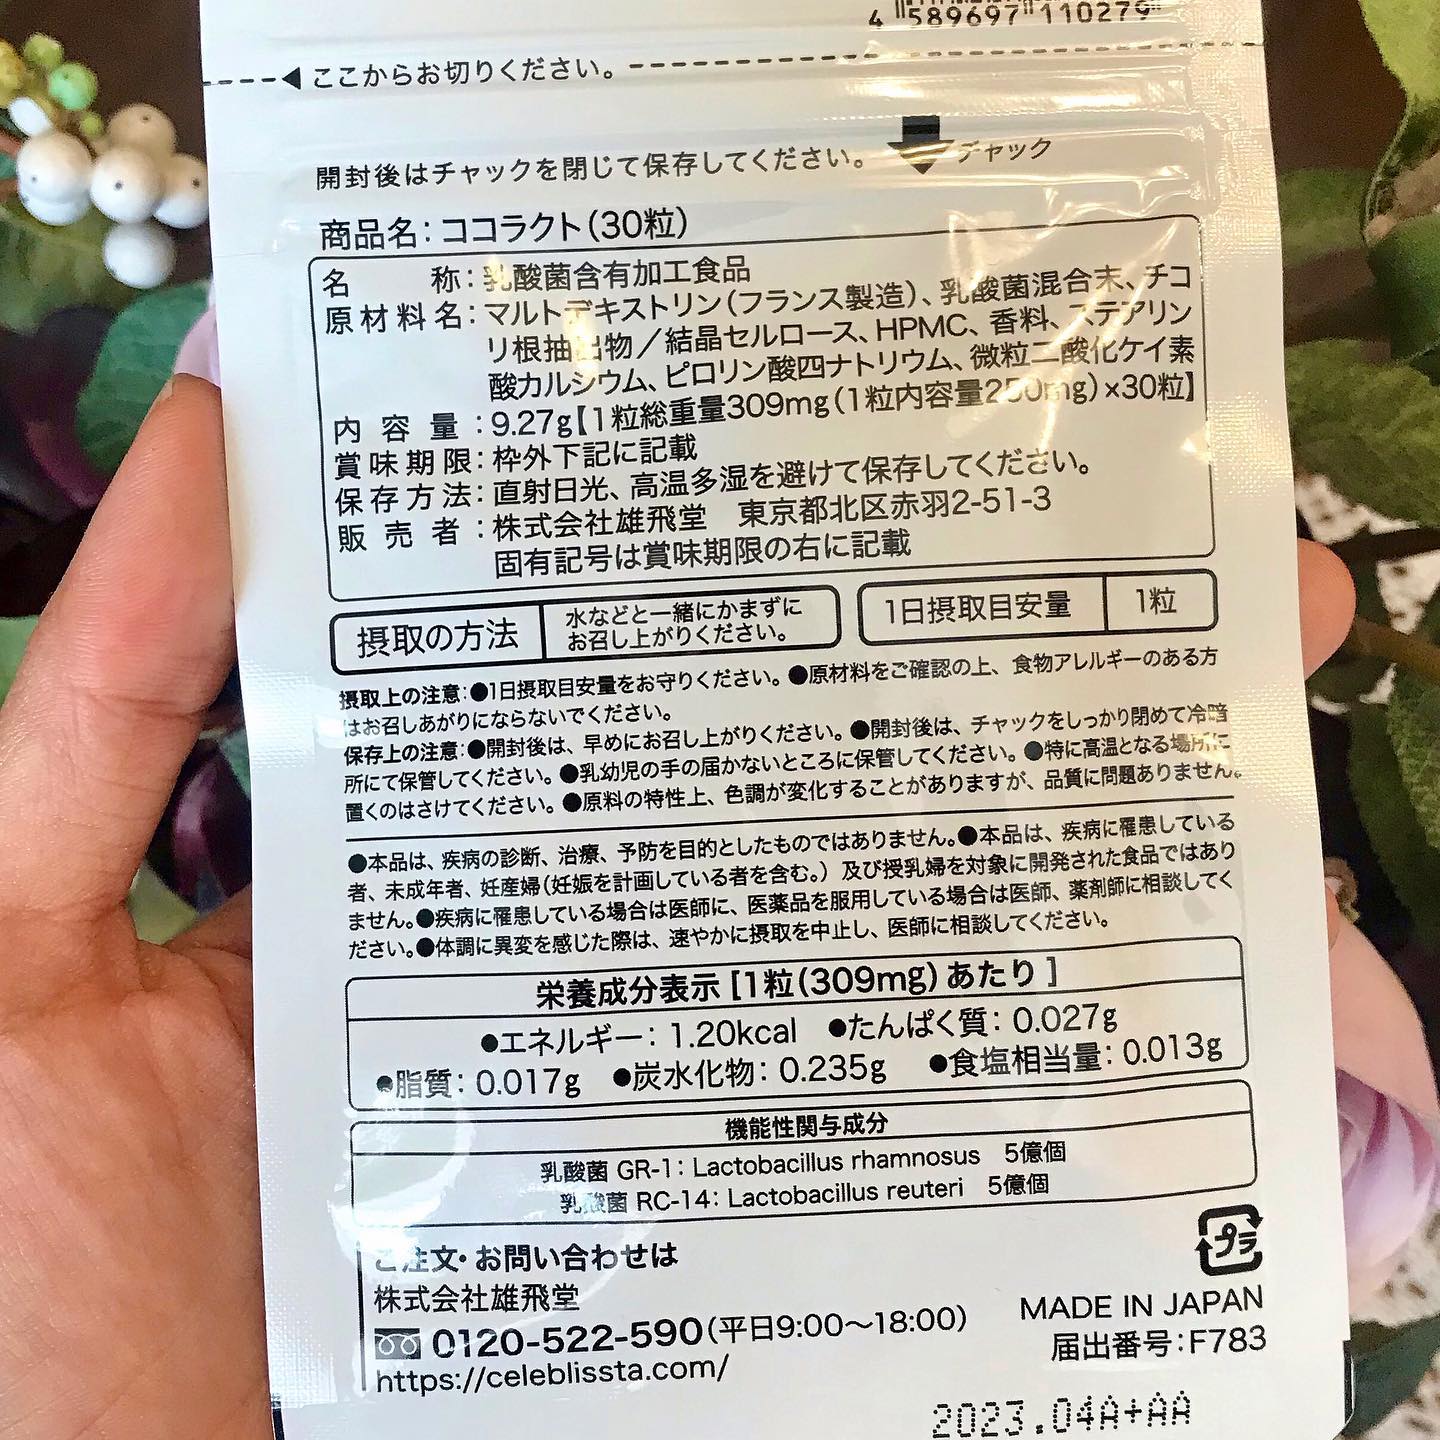 4 589697 110279
ここからお切りください。
開封後はチャックを閉じて保存してください。 チャック
商品名：ココラクト（30粒）
名称：乳酸菌含有加工食品
原材料名：マルトデキストリン（フランス製造）、乳酸菌混合末、チコ
リ根抽出物／結晶セルロース、HPMC、香料、ステアリン
酸カルシウム、ピロリン酸四ナトリウム、微粒二酸化ケイ素
内容量：9.27g【1粒総重量309mg（1粒内容量250mg）×30粒】
賞味期限：枠外下記に記載
保存方法：直射日光、高温多湿を避けて保存してください。
販売者：株式会社雄飛堂 東京都北区赤羽2-51-3
固有記号は賞味期限の右に記載
摂取の方法 水などと一緒にかまずに
お召し上がりください。
1日摂取目安量 1粒
摂取上の注意：●1日摂取目安量をお守りください。●原材料をご確認の上、食物アレルギーのある方
はお召しあがりにならないでください。
保存上の注意：●開封後は、早めにお召し上がりください。●開封後は、チャックをしっかり閉めて冷暗
所にて保管してください。●乳幼児の手の届かないところに保管してください。●特に高温となる場所に
置くのはさけてください。●原料の特性上、色調が変化することがありますが、品質に問題ありません。
●本品は、疾病の診断、治療、予防を目的としたものではありません。●本品は、疾病に罹患している
者、未成年者、妊産婦（妊娠を計画している者を含む。）及び授乳婦を対象に開発された食品ではあり
ません。●疾病に罹患している場合は医師に、医薬品を服用している場合は医師、薬剤師に相談してく
ださい。●体調に異変を感じた際は、速やかに摂取を中止し、医師に相談してください。
栄養成分表示［1粒（309mg）あたり］
●エネルギー：1.20kcal ●たんぱく質：0.027g
●脂質：0.017g ●炭水化物：0.235g ●食塩相当量：0.013g
機能性関与成分
乳酸菌 GR-1：Lactobacillus rhamnosus 5億個
乳酸菌 RC-14：Lactobacillus reuteri 5億個
ご注文・お問い合わせは
株式会社雄飛堂
0120-522-590（平日9:00〜18:00）
https://celeblissta.com/
プラ
MADE IN JAPAN
届出番号：F783
2023.04A+AA